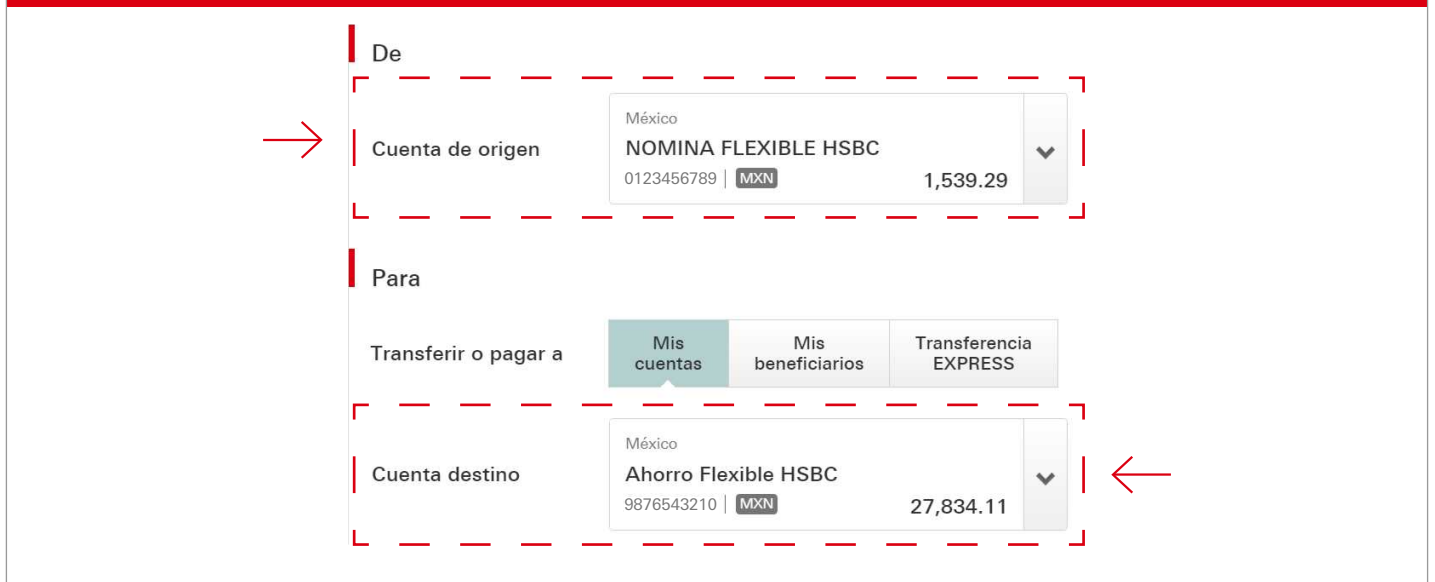 De
Cuenta de origen
México
NOMINA FLEXIBLE HSBC
0123456789 | MXN
1,539.29
Para
Transferir o pagar a
Mis
cuentas
Mis
beneficiarios
Transferencia
EXPRESS
Cuenta destino
México
Ahorro Flexible HSBC
9876543210 | MXN
27,834.11